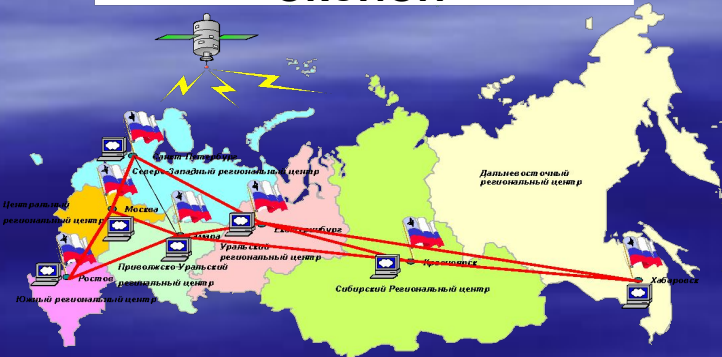 Санкт-Петербург
Северо-Западный региональный центр
Дальневосточный
региональный центр
Центральный
региональный центр
Москва
Самара
Екатеринбург
Уральский
региональный центр
Приволжско-Уральский
региональный центр
Ростов
Южный региональный центр
Красноярск
Сибирский Региональный центр
Хабаровск